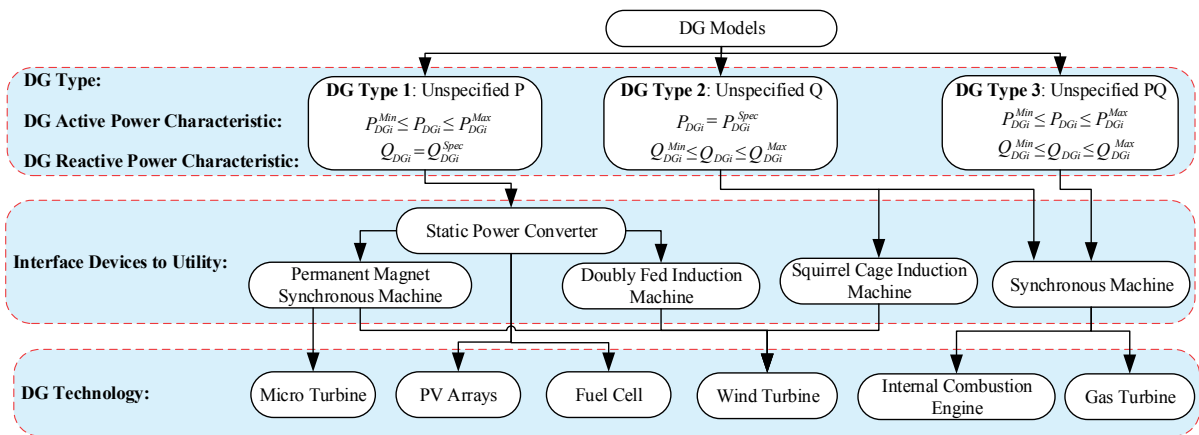 DG Models
DG Type:
DG Active Power Characteristic:
DG Reactive Power Characteristic:
DG Type 1: Unspecified P
P_{DGi}^{Min} ≤ P_{DGi} ≤ P_{DGi}^{Max}
Q_{DGi} = Q_{DGi}^{Spec}
DG Type 2: Unspecified Q
P_{DGi} = P_{DGi}^{Spec}
Q_{DGi}^{Min} ≤ Q_{DGi} ≤ Q_{DGi}^{Max}
DG Type 3: Unspecified PQ
P_{DGi}^{Min} ≤ P_{DGi} ≤ P_{DGi}^{Max}
Q_{DGi}^{Min} ≤ Q_{DGi} ≤ Q_{DGi}^{Max}
Interface Devices to Utility:
Static Power Converter
Permanent Magnet
Synchronous Machine
Doubly Fed Induction
Machine
Squirrel Cage Induction
Machine
Synchronous Machine
DG Technology:
Micro Turbine
PV Arrays
Fuel Cell
Wind Turbine
Internal Combustion
Engine
Gas Turbine